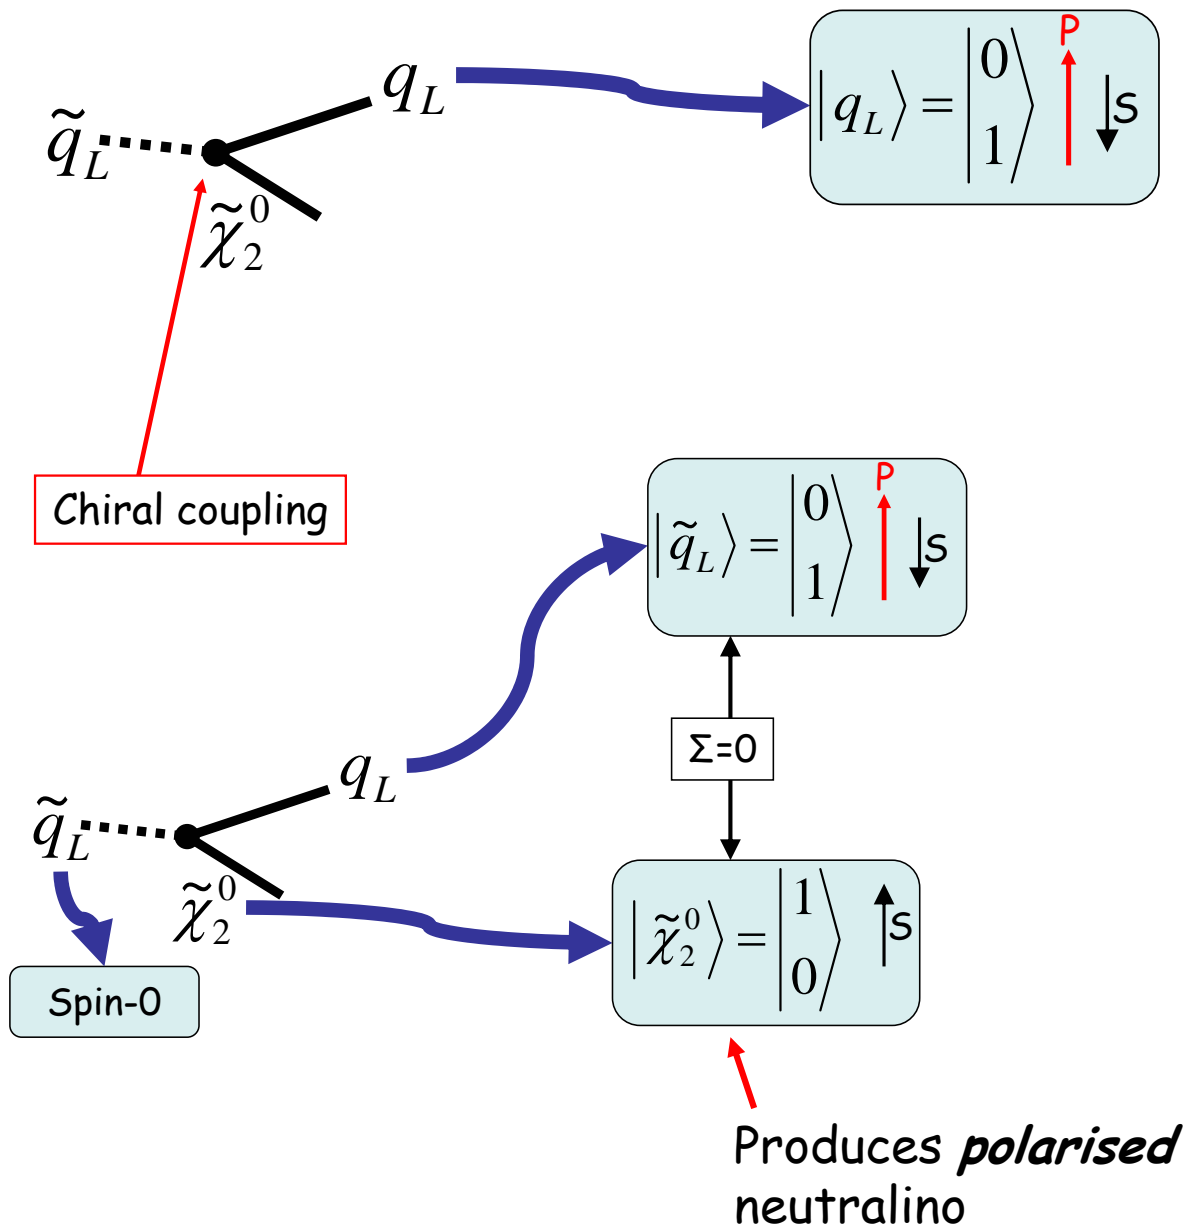 q̃_L
q_L
χ̃⁰₂
|q_L⟩ = |0 1⟩
P
S
Chiral coupling
|q̃_L⟩ = |0 1⟩
P
S
Σ=0
q̃_L
q_L
χ̃⁰₂
|χ̃⁰₂⟩ = |1 0⟩
S
Spin-0
Produces polarised
neutralino